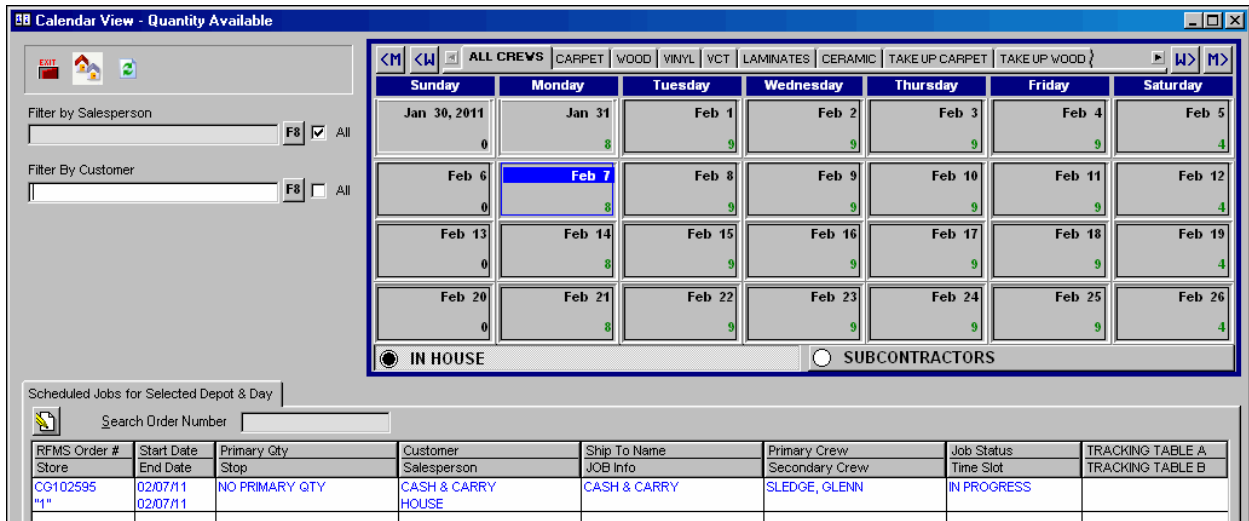 Calendar View - Quantity Available
EXIT
Filter by Salesperson
F8 All
Filter By Customer
F8 All
<M <W ALL CREWS CARPET WOOD VINYL VCT LAMINATES CERAMIC TAKE UP CARPET TAKE UP WOOD W> M>
Sunday Monday Tuesday Wednesday Thursday Friday Saturday
Jan 30, 2011 Jan 31 Feb 1 Feb 2 Feb 3 Feb 4 Feb 5
0 8 9 9 9 9 4
Feb 6 Feb 7 Feb 8 Feb 9 Feb 10 Feb 11 Feb 12
0 8 9 9 9 9 4
Feb 13 Feb 14 Feb 15 Feb 16 Feb 17 Feb 18 Feb 19
0 8 9 9 9 9 4
Feb 20 Feb 21 Feb 22 Feb 23 Feb 24 Feb 25 Feb 26
0 8 9 9 9 9 4
IN HOUSE SUBCONTRACTORS
Scheduled Jobs for Selected Depot & Day
Search Order Number
RFMS Order # Start Date Primary Qty Customer Ship To Name Primary Crew Job Status TRACKING TABLE A
Store End Date Stop Salesperson JOB Info Secondary Crew Time Slot TRACKING TABLE B
CG102595 02/07/11 NO PRIMARY QTY CASH & CARRY CASH & CARRY SLEDGE, GLENN IN PROGRESS
"1" 02/07/11 HOUSE